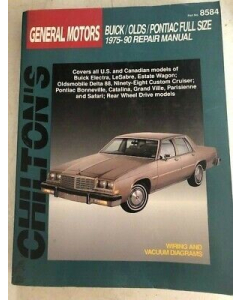 Part No. 8584
GENERAL MOTORS
BUICK/OLDS/PONTIAC FULL SIZE
1975-90 REPAIR MANUAL
Covers all U.S. and Canadian models of
Buick Electra, LeSabre, Estate Wagon;
Oldsmobile Delta 88, Ninety-Eight Custom Cruiser;
Pontiac Bonneville, Catalina, Grand Ville, Parisienne
and Safari; Rear Wheel Drive models
CHILTON'S
WIRING AND
VACUUM DIAGRAMS